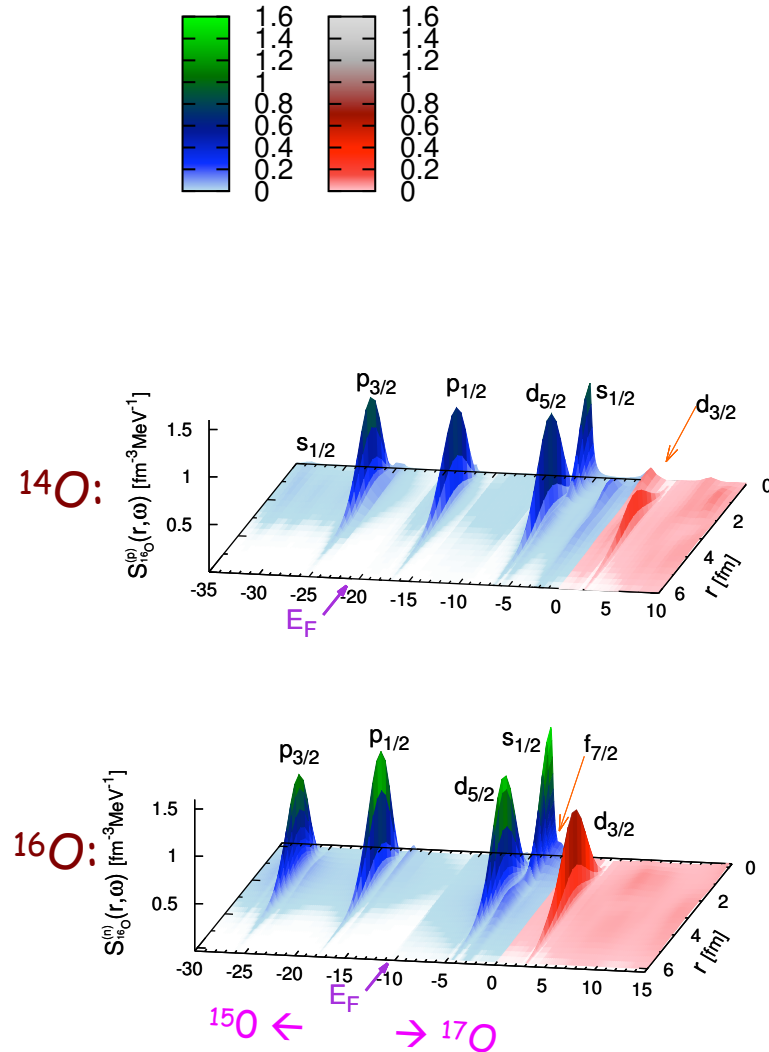 1.6 1.6
1.4 1.4
1.2 1.2
1 1
0.8 0.8
0.6 0.6
0.4 0.4
0.2 0.2
0 0
p3/2 p1/2 d5/2 s1/2 d3/2
s1/2
14O:
S(p)16O(r,ω) [fm-3MeV-1]
1.5
1
0.5
-35 -30 -25 -20 -15 -10 -5 0 5 10
0
2
4
6
r [fm]
EF
p3/2 p1/2 d5/2 s1/2 f7/2 d3/2
16O:
S(n)16O(r,ω) [fm-3MeV-1]
1.5
1
0.5
-30 -25 -20 -15 -10 -5 0 5 10 15
0
2
4
6
r [fm]
EF
15O ← → 17O